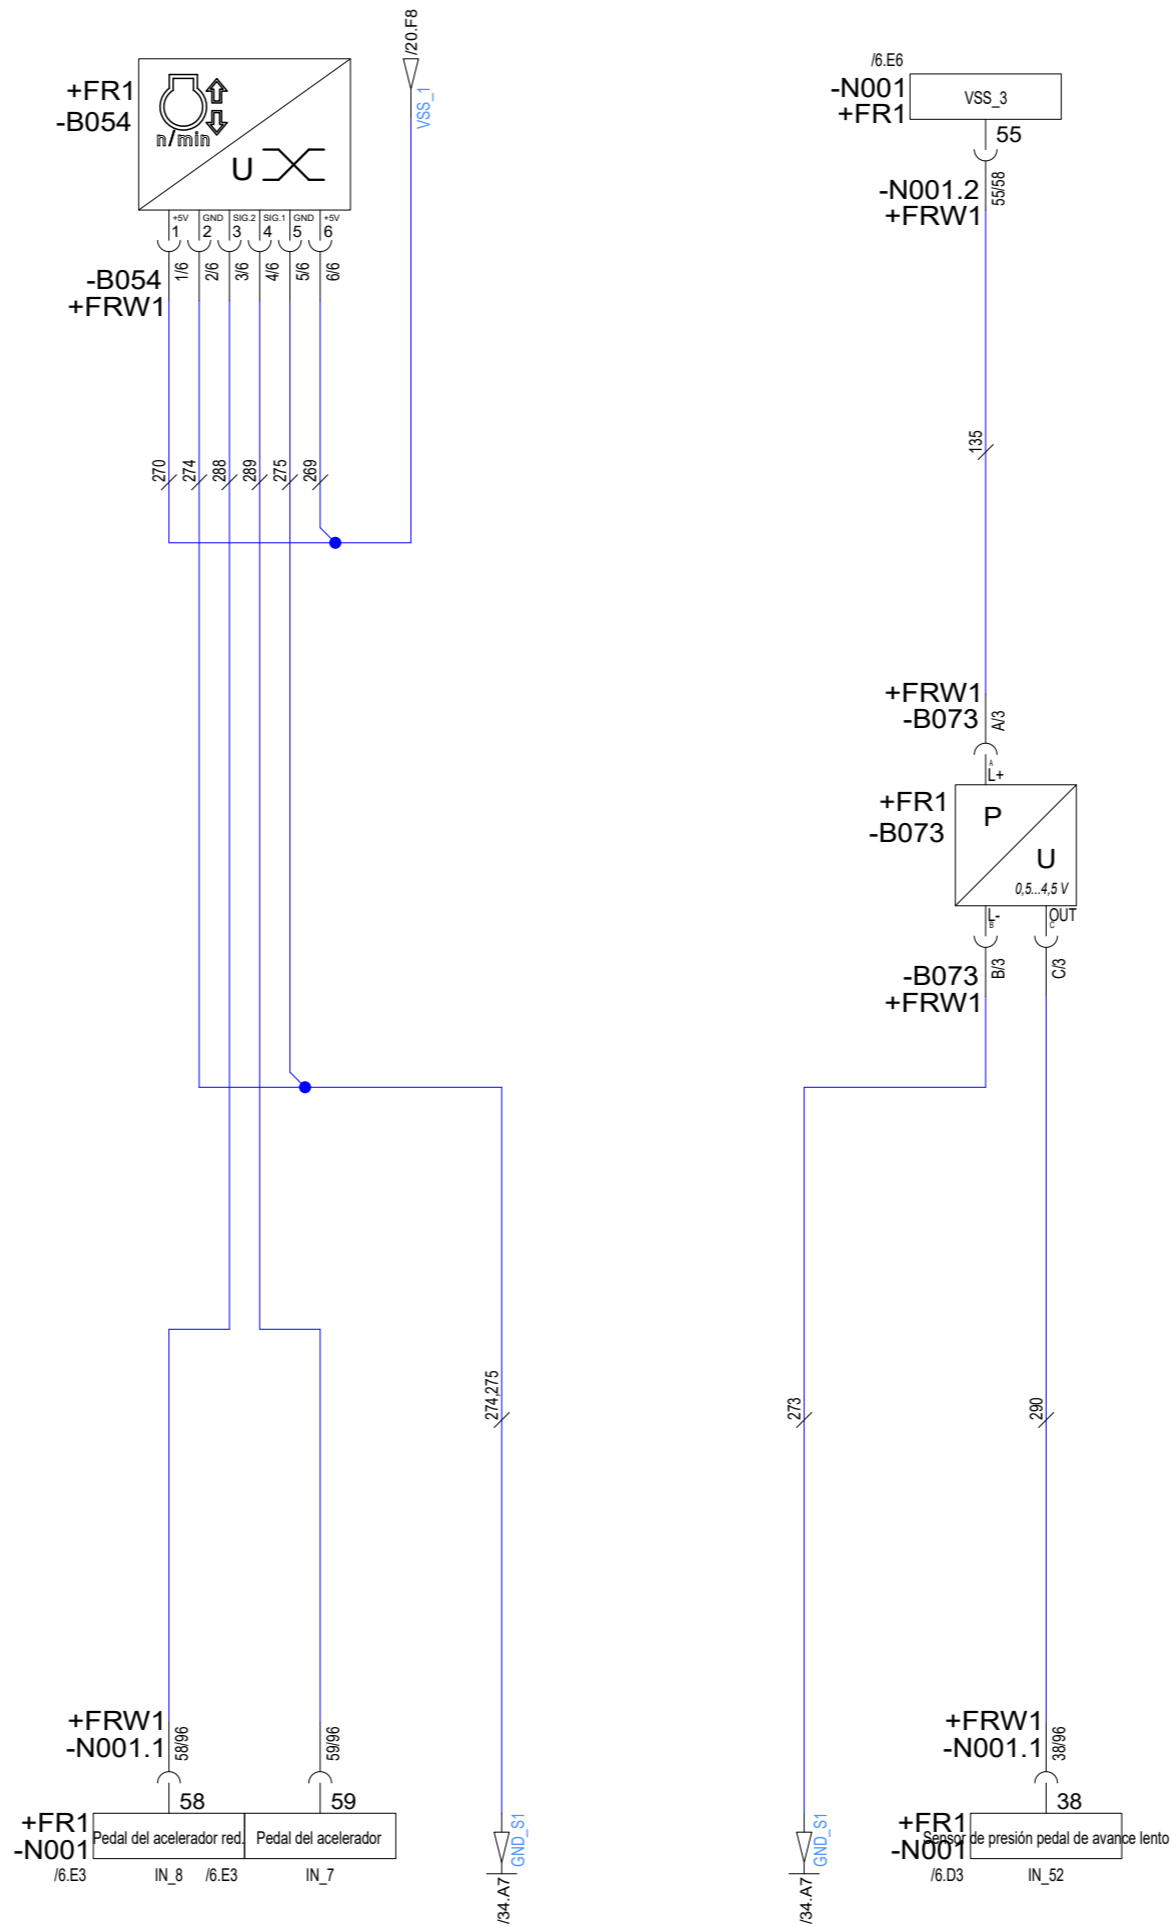 /20.F8
VSS_1
+FR1
-B054
n/min
U
+5V
GND
SIG.2
SIG.1
GND
+5V
1
2
3
4
5
6
1/6
2/6
3/6
4/6
5/6
6/6
-B054
+FRW1
270
274
288
289
275
269
274,275
+FRW1
-N001.1
58/96
59/96
58
59
+FR1
-N001
Pedal del acelerador red.
Pedal del acelerador
/6.E3
IN_8
/6.E3
IN_7
GND_S1
/34.A7
/6.E6
-N001
+FR1
VSS_3
55
-N001.2
+FRW1
55/58
135
+FRW1
-B073
A/3
A
L+
+FR1
-B073
P
U
0,5...4,5 V
L-
B
OUT
C
-B073
+FRW1
B/3
C/3
273
290
+FRW1
-N001.1
38/96
38
+FR1
-N001
Sensor de presión pedal de avance lento
/6.D3
IN_52
GND_S1
/34.A7